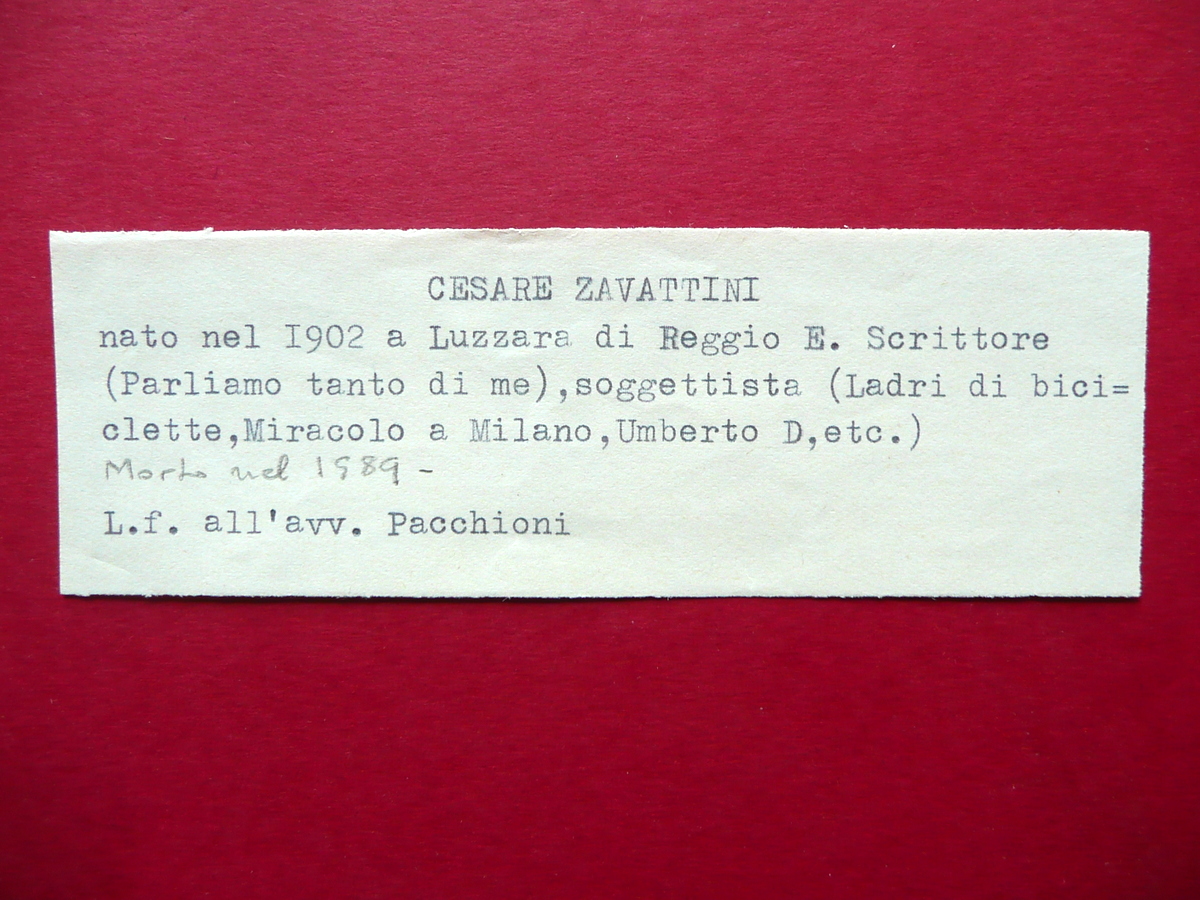 CESARE ZAVATTINI
nato nel I902 a Luzzara di Reggio E. Scrittore
(Parliamo tanto di me),soggettista (Ladri di bici=
clette,Miracolo a Milano,Umberto D,etc.)
Morto nel 1989 -
L.f. all'avv. Pacchioni